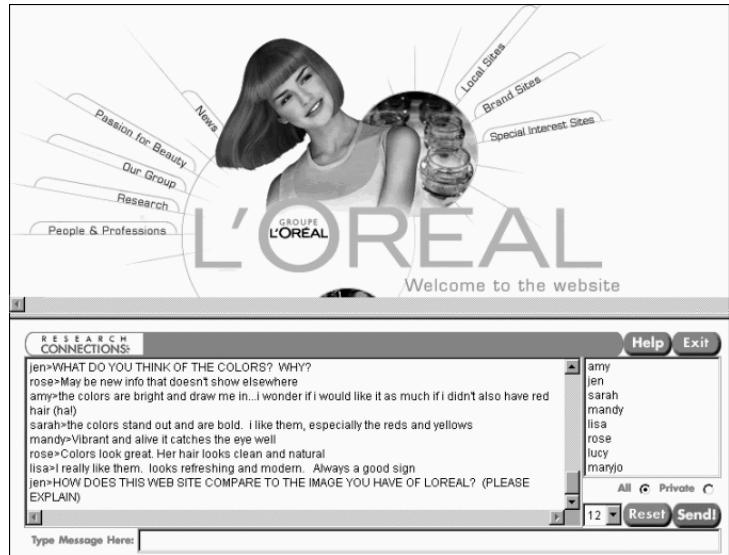 Local Sites
Brand Sites
Special Interest Sites
News
Passion for Beauty
Our Group
Research
People & Professions
GROUPE
L'ORÉAL
L'OREAL
Welcome to the website
RESEARCH
CONNECTIONS
Help
Exit
jen>WHAT DO YOU THINK OF THE COLORS? WHY?
rose>May be new info that doesn't show elsewhere
amy>the colors are bright and draw me in...i wonder if i would like it as much if i didn't also have red
hair (ha!)
sarah>the colors stand out and are bold. i like them, especially the reds and yellows
mandy>Vibrant and alive it catches the eye well
rose>Colors look great. Her hair looks clean and natural
lisa>I really like them. looks refreshing and modern. Always a good sign
jen>HOW DOES THIS WEB SITE COMPARE TO THE IMAGE YOU HAVE OF LOREAL? (PLEASE
EXPLAIN)
amy
jen
sarah
mandy
lisa
rose
lucy
maryjo
All Private
12 Reset Send!
Type Message Here: